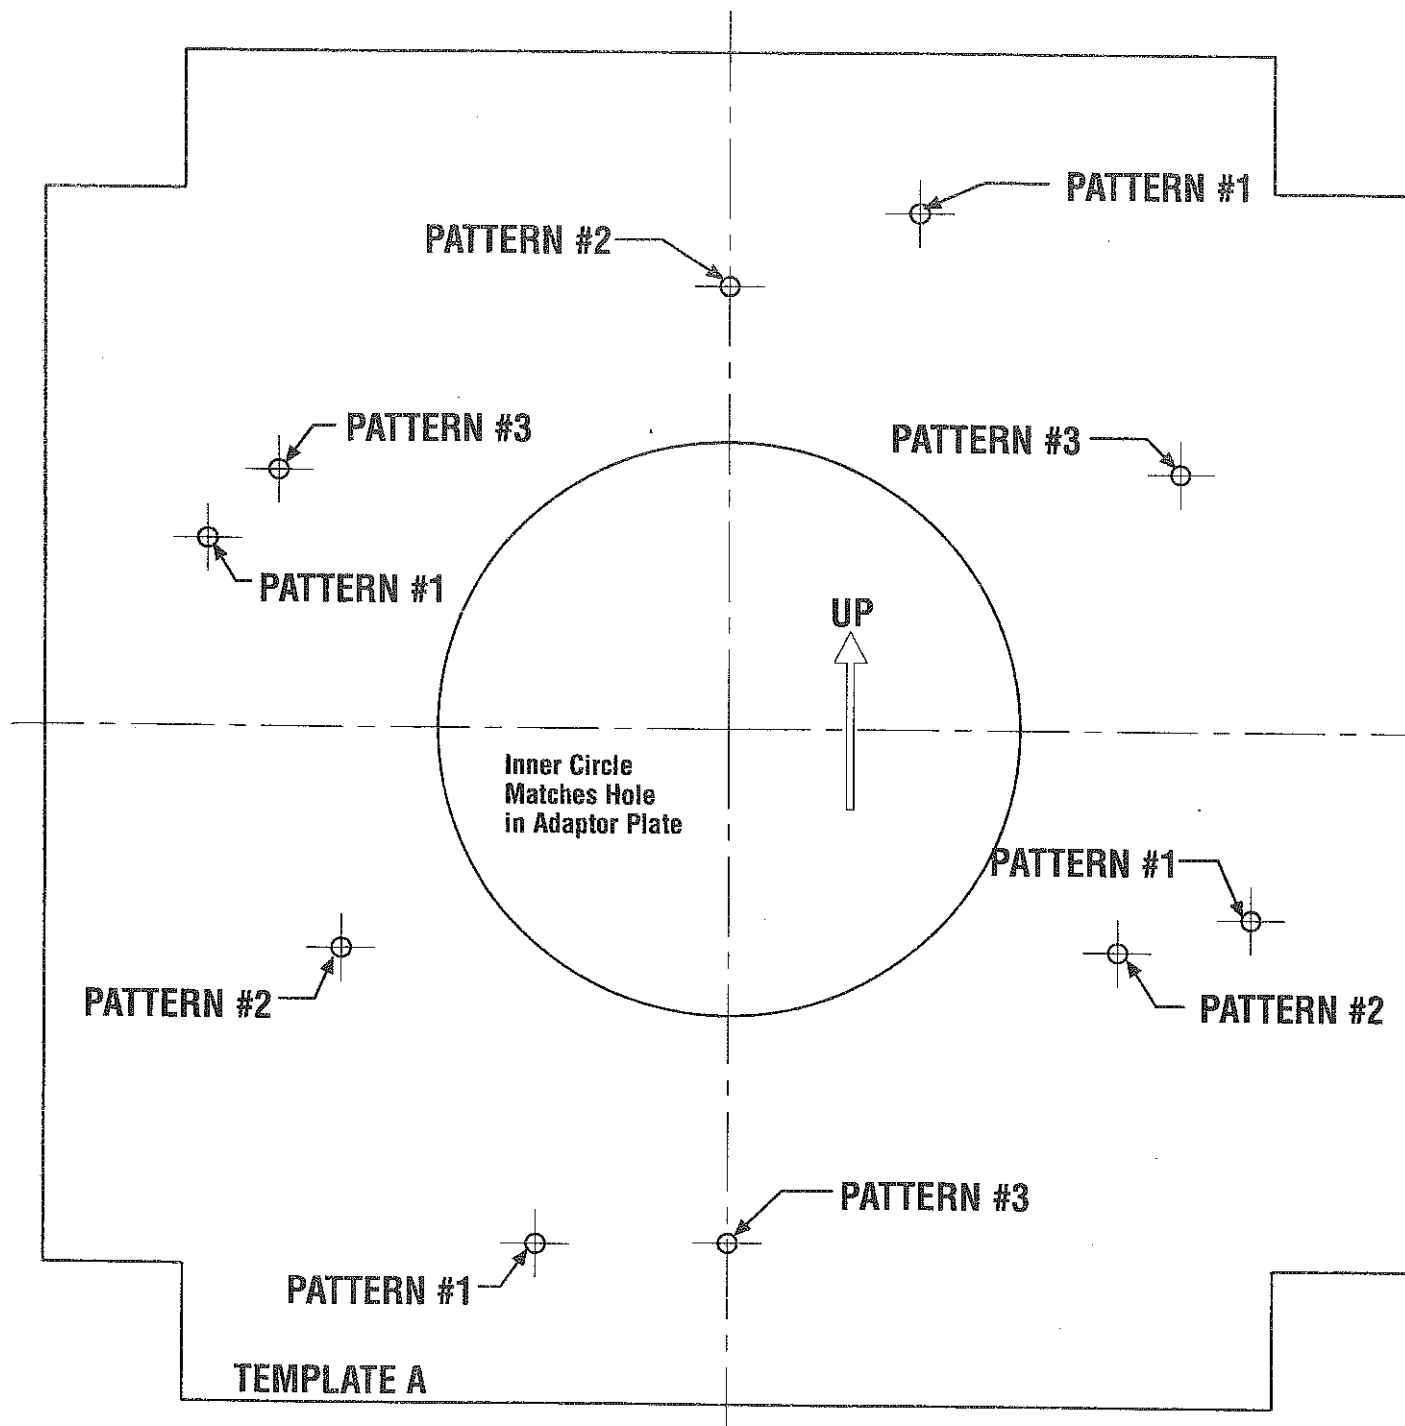 PATTERN #1
PATTERN #2
PATTERN #3
PATTERN #3
PATTERN #1
UP
Inner Circle
Matches Hole
in Adaptor Plate
PATTERN #1
PATTERN #2
PATTERN #2
PATTERN #3
PATTERN #1
TEMPLATE A